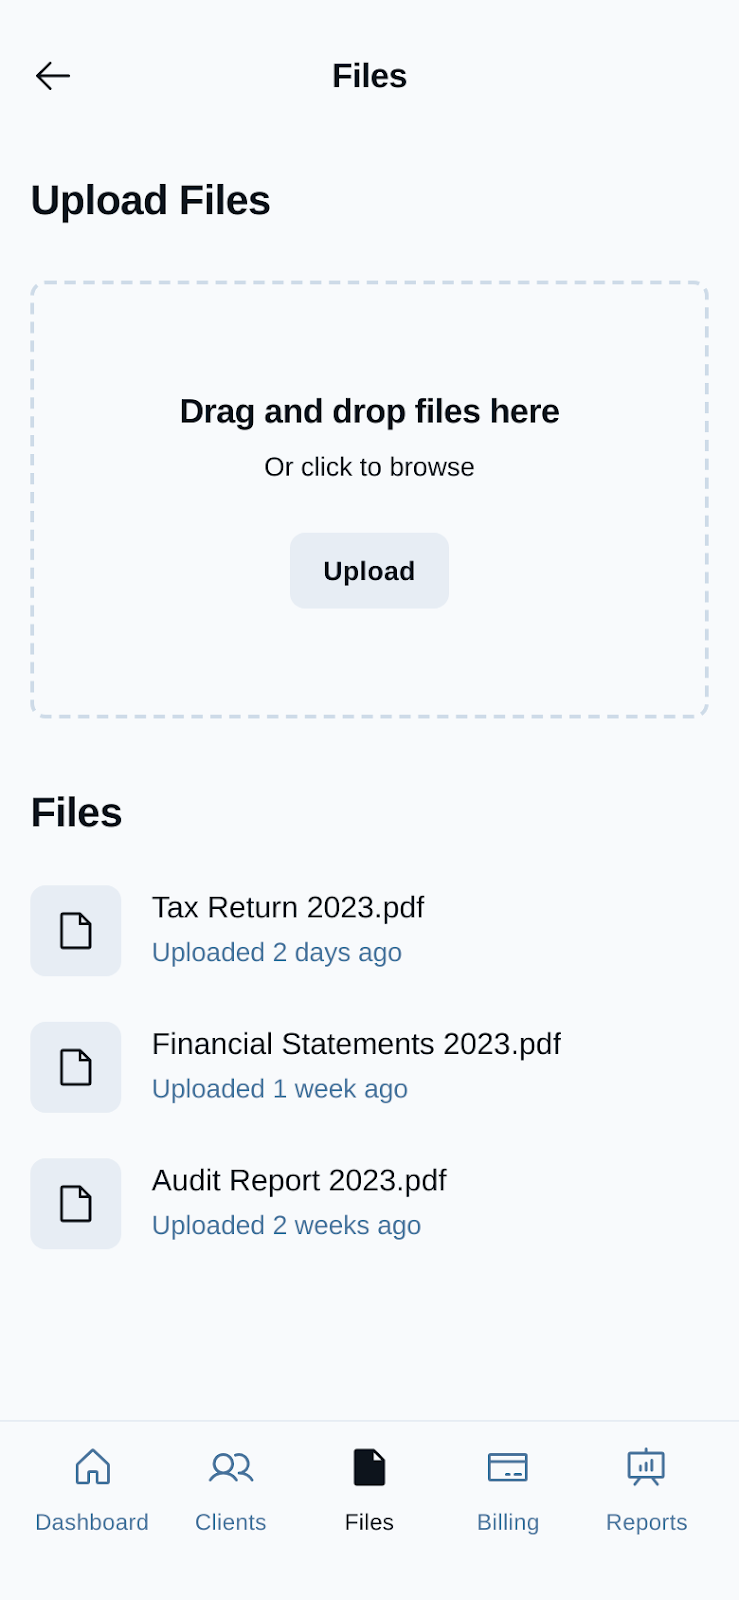 Files
Upload Files
Drag and drop files here
Or click to browse
Upload
Files
Tax Return 2023.pdf
Uploaded 2 days ago
Financial Statements 2023.pdf
Uploaded 1 week ago
Audit Report 2023.pdf
Uploaded 2 weeks ago
Dashboard Clients Files Billing Reports